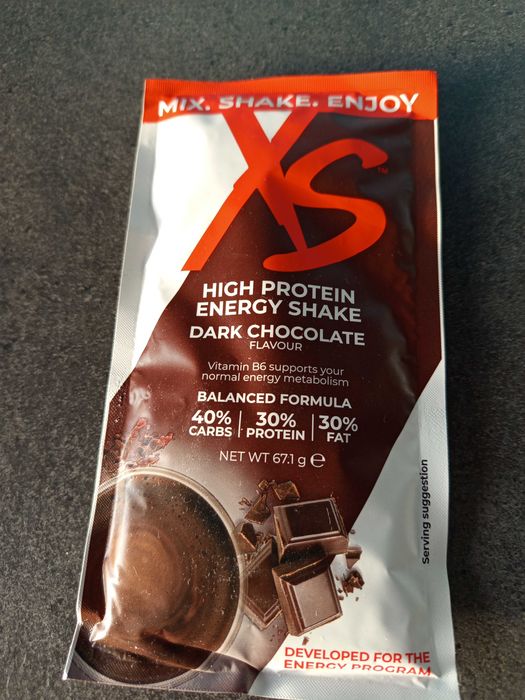 MIX. SHAKE. ENJOY
XS™
HIGH PROTEIN
ENERGY SHAKE
DARK CHOCOLATE
FLAVOUR
Vitamin B6 supports your
normal energy metabolism
BALANCED FORMULA
40% 30% 30%
CARBS PROTEIN FAT
NET WT 67.1 g ℮
Serving suggestion
DEVELOPED FOR THE
ENERGY PROGRAM